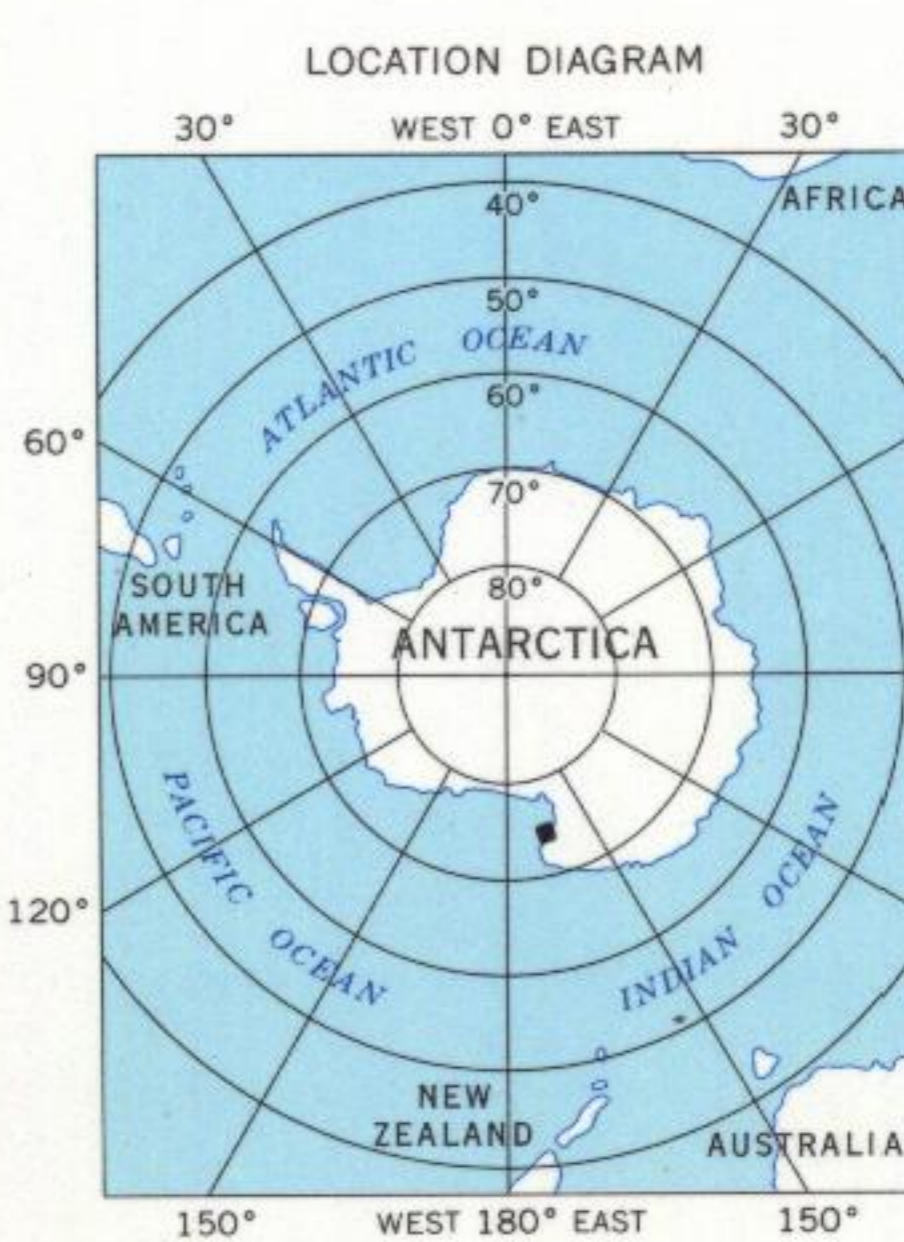 LOCATION DIAGRAM
30° WEST 0° EAST 30°
AFRICA
40°
50°
ATLANTIC OCEAN
60°
60°
70°
80°
SOUTH
AMERICA
ANTARCTICA
90°
PACIFIC OCEAN
INDIAN OCEAN
120°
NEW
ZEALAND
AUSTRALIA
150° WEST 180° EAST 150°